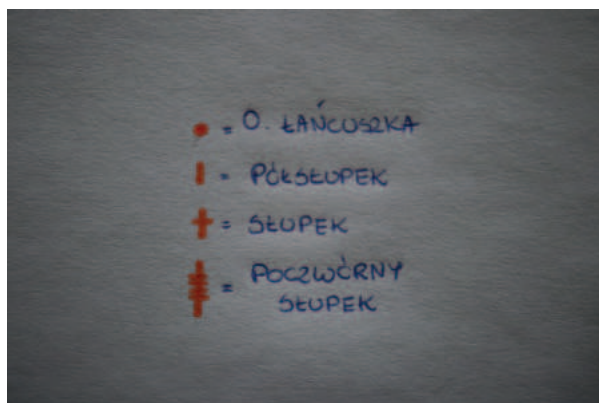 = O. ŁAŃCUSZKA
= PÓŁSŁUPEK
= SŁUPEK
= POCZWÓRNY
SŁUPEK